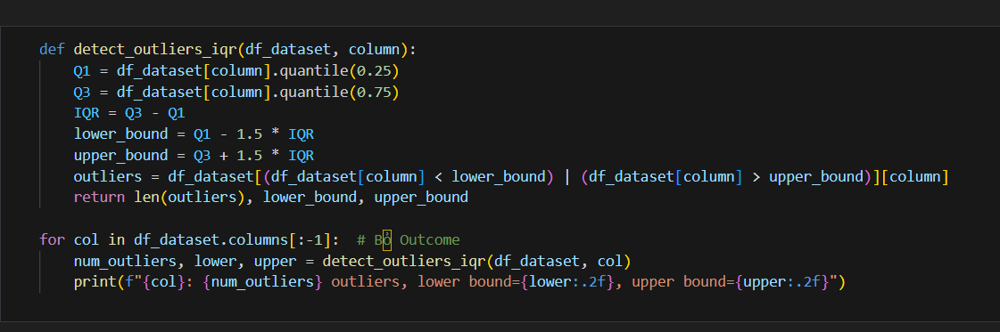 def detect_outliers_iqr(df_dataset, column):
    Q1 = df_dataset[column].quantile(0.25)
    Q3 = df_dataset[column].quantile(0.75)
    IQR = Q3 - Q1
    lower_bound = Q1 - 1.5 * IQR
    upper_bound = Q3 + 1.5 * IQR
    outliers = df_dataset[(df_dataset[column] < lower_bound) | (df_dataset[column] > upper_bound)][column]
    return len(outliers), lower_bound, upper_bound
for col in df_dataset.columns[:-1]:  # Bỏ Outcome
    num_outliers, lower, upper = detect_outliers_iqr(df_dataset, col)
    print(f"{col}: {num_outliers} outliers, lower bound={lower:.2f}, upper bound={upper:.2f}")